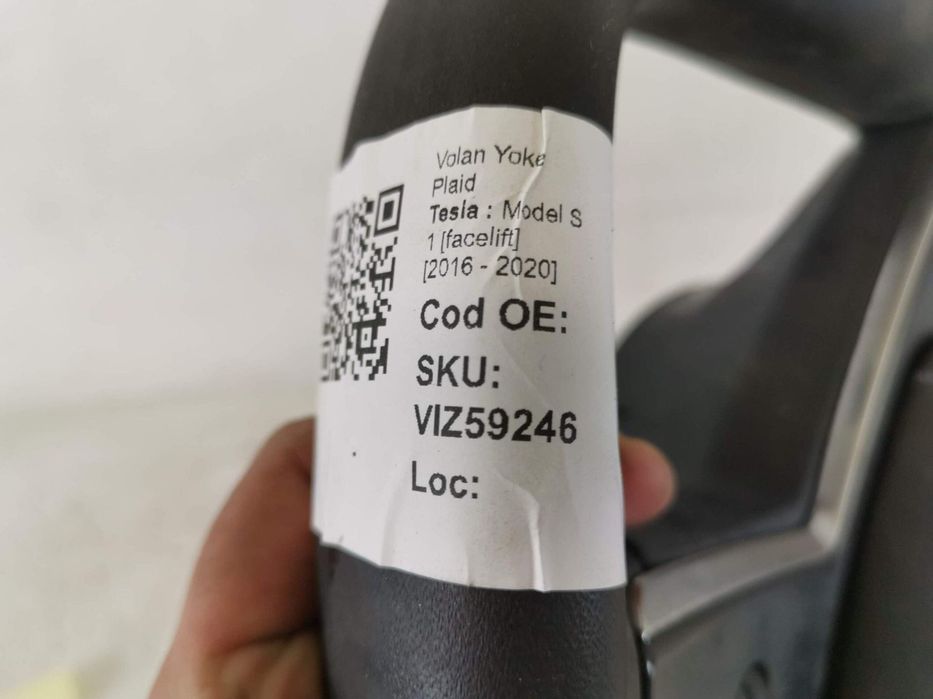 Volan Yoke
Plaid
Tesla : Model S
1 [facelift]
[2016 - 2020]
Cod OE:
SKU:
VIZ59246
Loc: